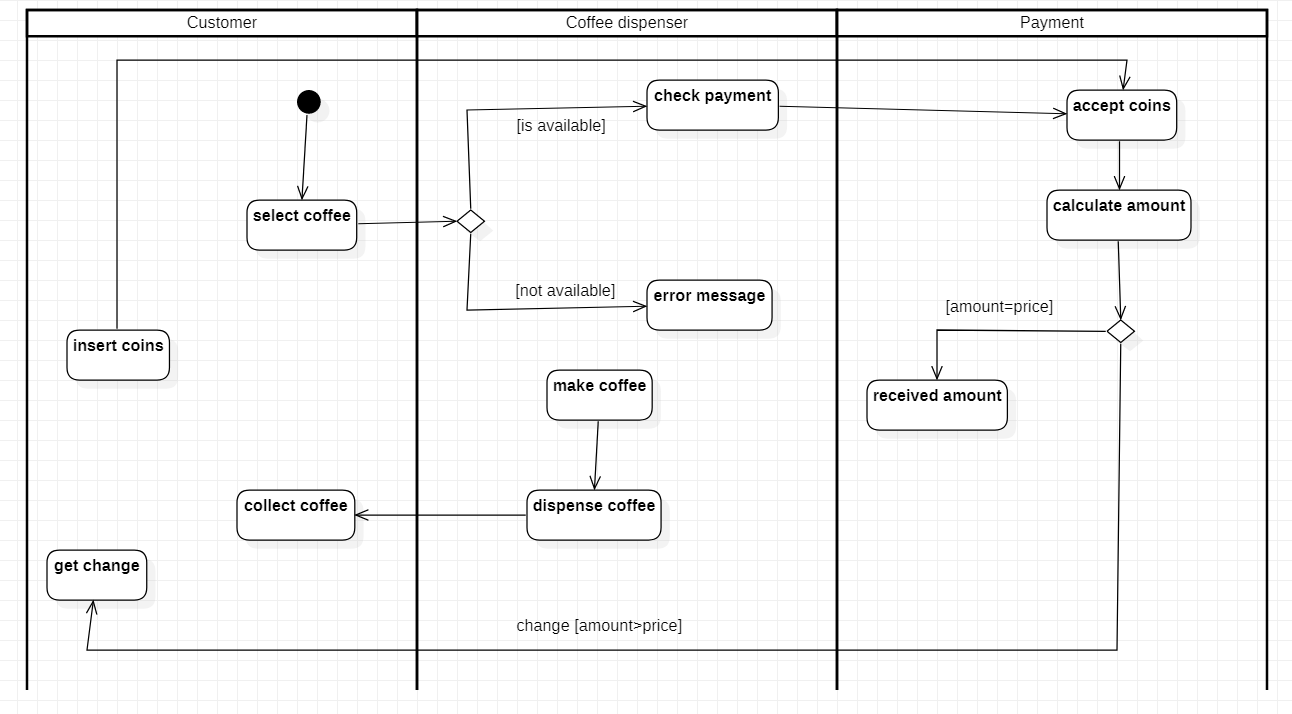 Customer
Coffee dispenser
Payment
check payment
accept coins
[is available]
select coffee
calculate amount
[not available]
error message
[amount=price]
insert coins
make coffee
received amount
collect coffee
dispense coffee
get change
change [amount>price]